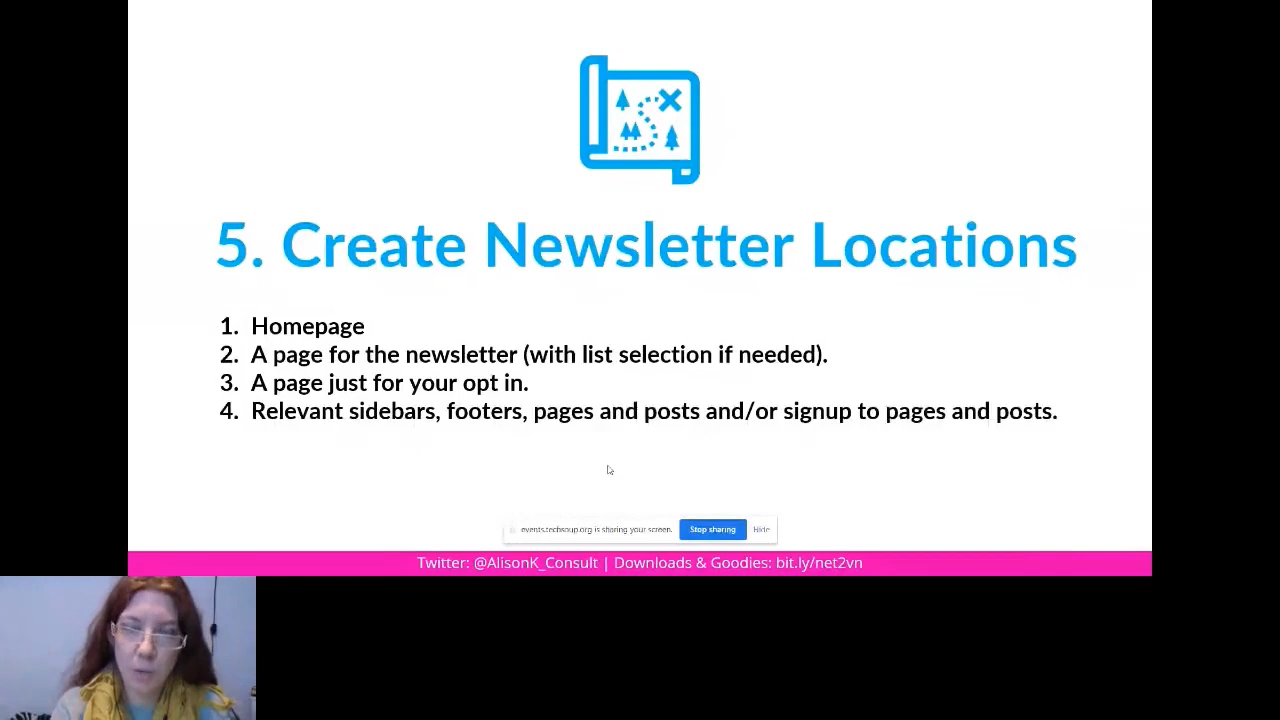 5. Create Newsletter Locations
1. Homepage
2. A page for the newsletter (with list selection if needed).
3. A page just for your opt in.
4. Relevant sidebars, footers, pages and posts and/or signup to pages and posts.
events.techsoup.org is sharing your screen. Stop sharing Hide
Twitter: @AlisonK_Consult | Downloads & Goodies: bit.ly/net2vn